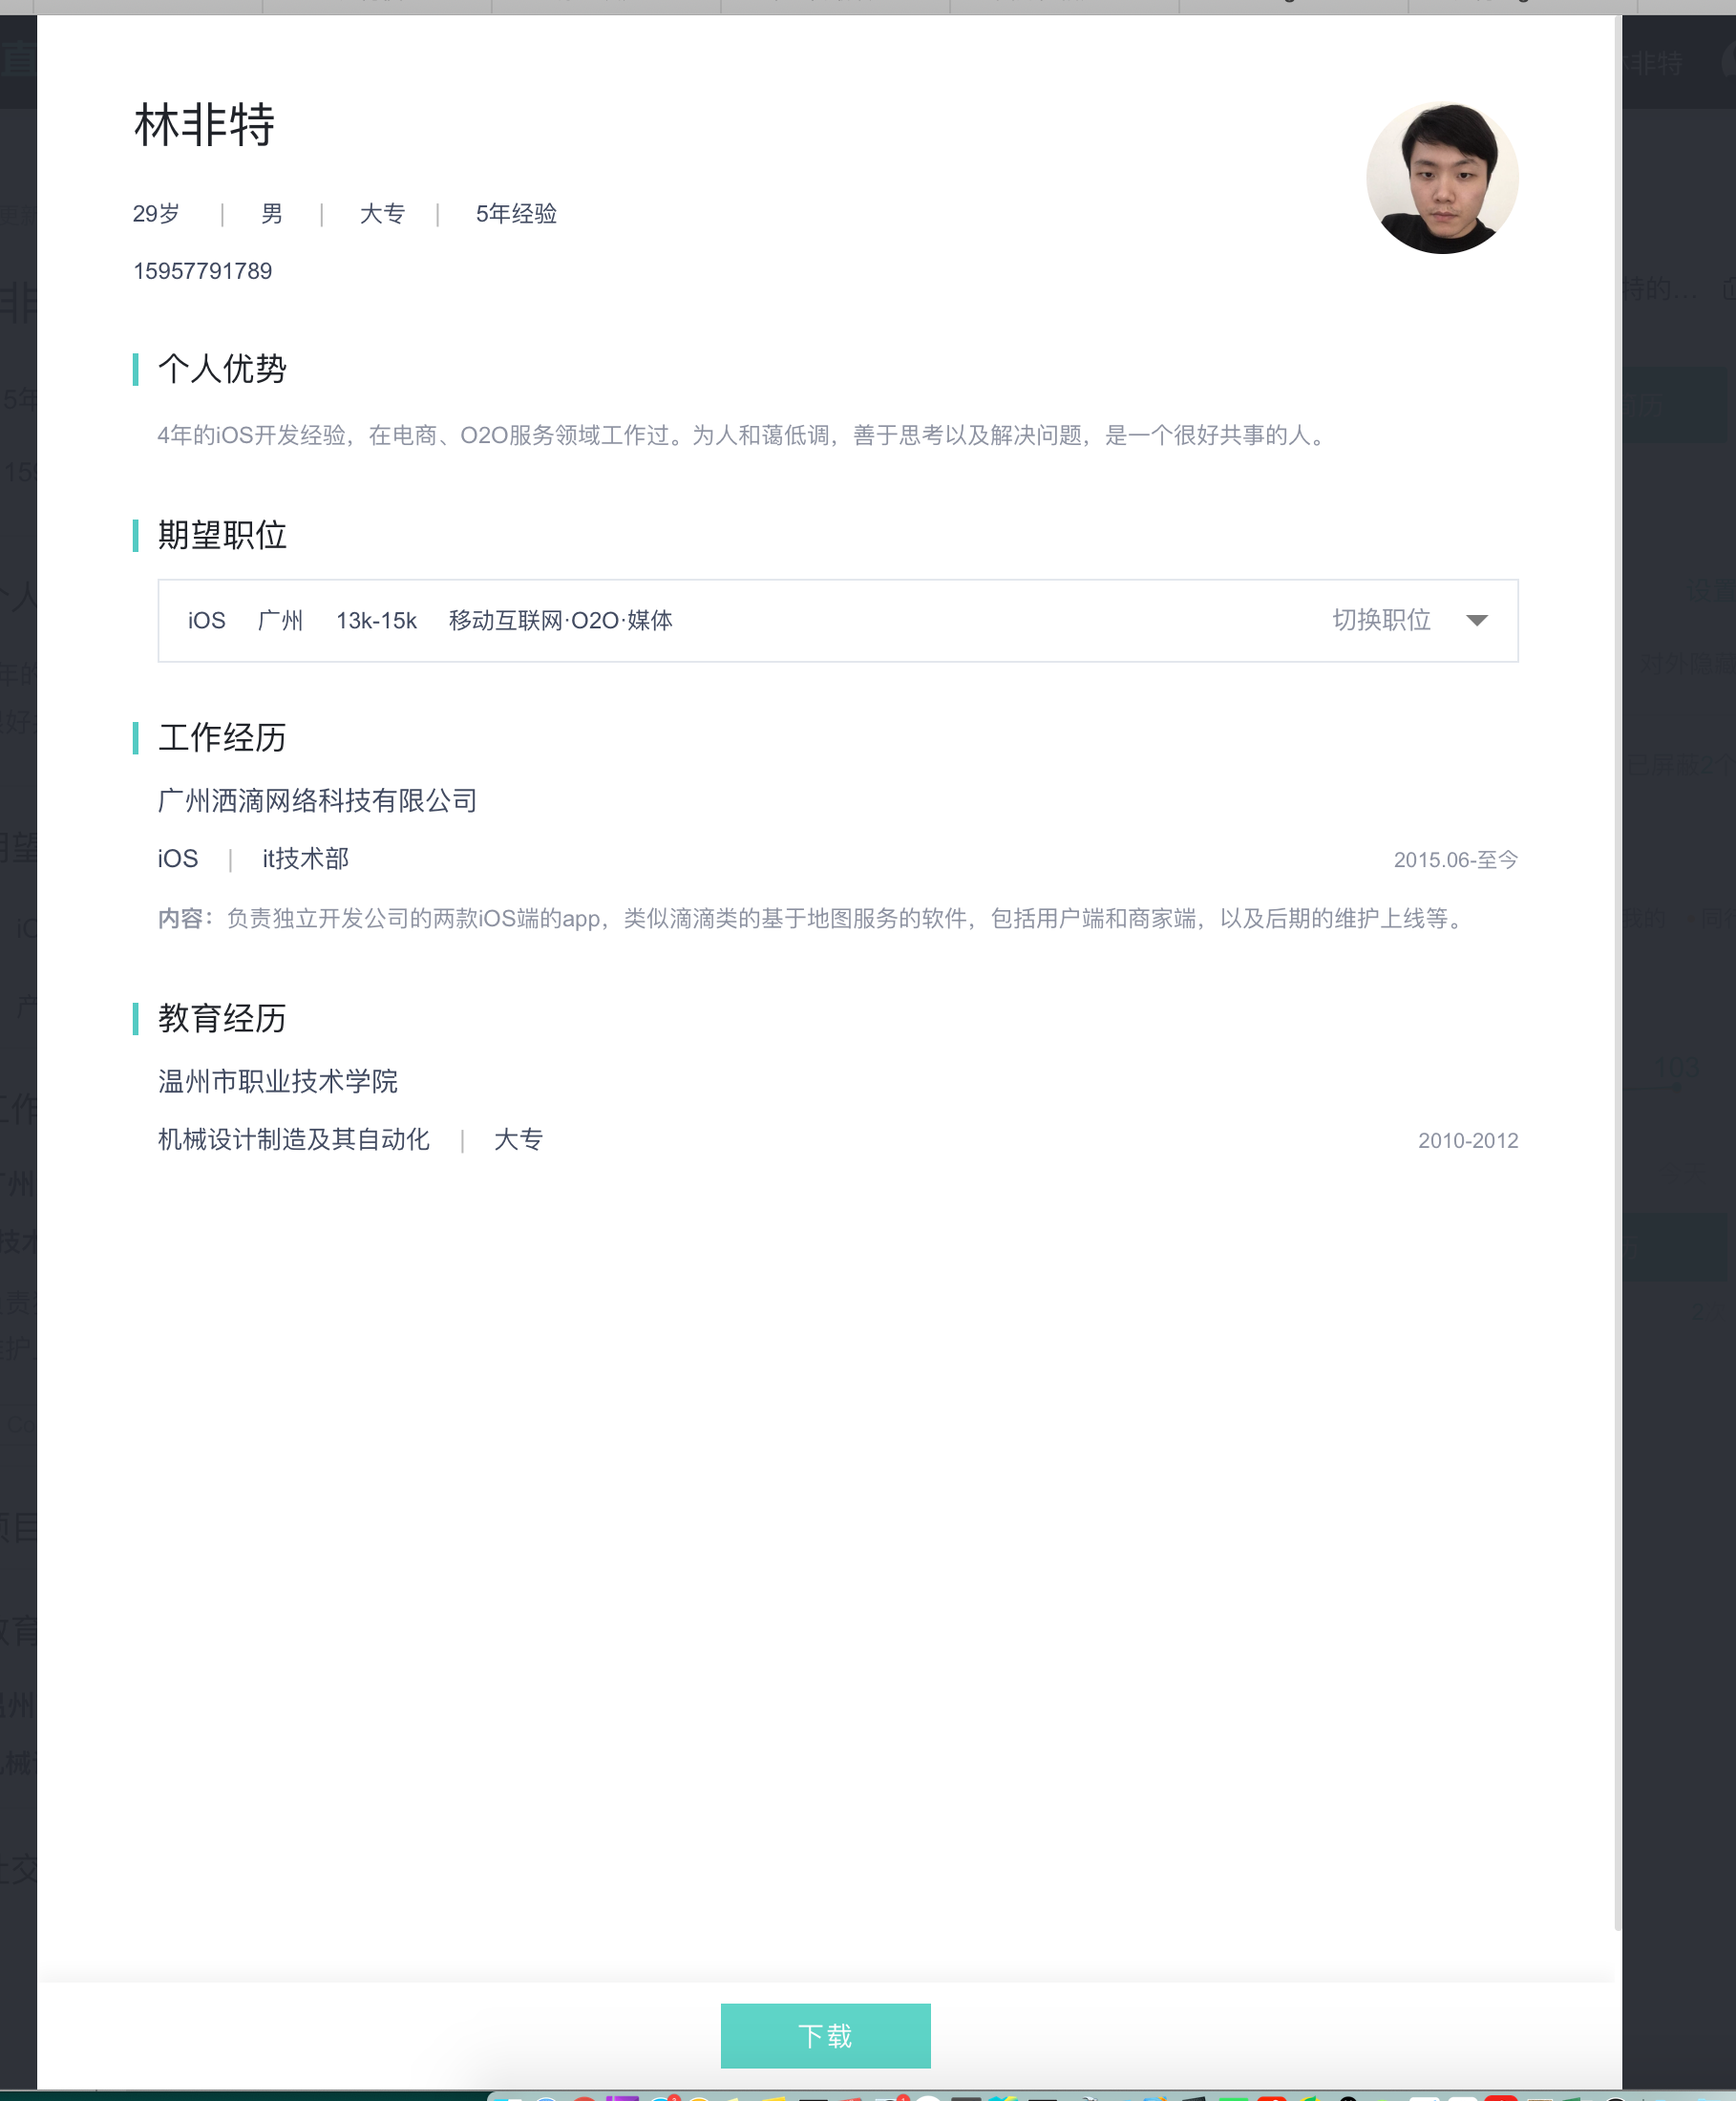 林非特
29岁 | 男 | 大专 | 5年经验
15957791789
个人优势
4年的iOS开发经验，在电商、O2O服务领域工作过。为人和蔼低调，善于思考以及解决问题，是一个很好共事的人。
期望职位
iOS 广州 13k-15k 移动互联网·O2O·媒体 切换职位
工作经历
广州洒滴网络科技有限公司
iOS | it技术部 2015.06-至今
内容：负责独立开发公司的两款iOS端的app，类似滴滴类的基于地图服务的软件，包括用户端和商家端，以及后期的维护上线等。
教育经历
温州市职业技术学院
机械设计制造及其自动化 | 大专 2010-2012
下载